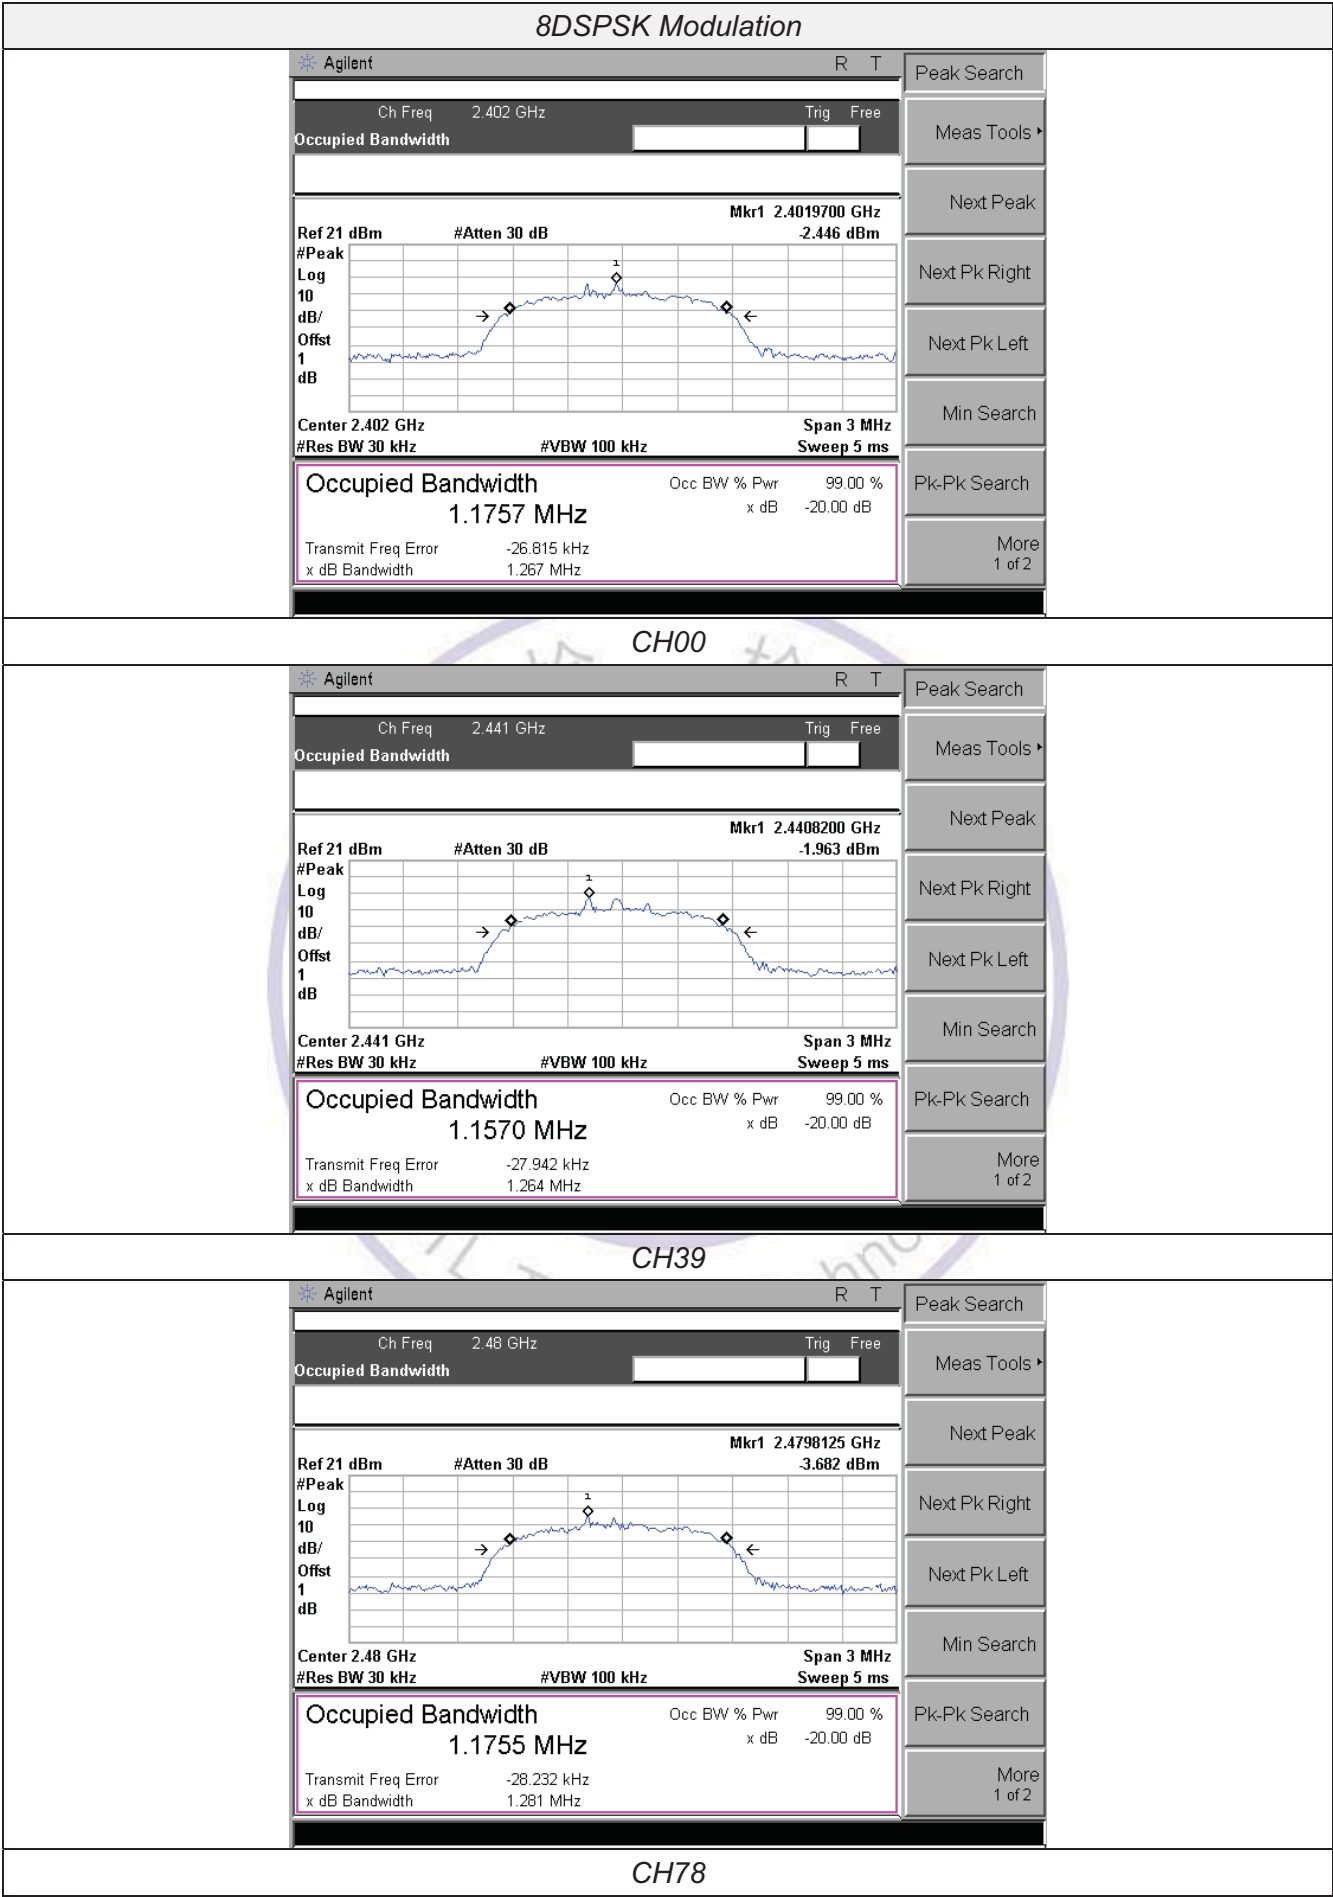 8DSPSK Modulation
Agilent R T
Peak Search
Ch Freq 2.402 GHz Trig Free
Occupied Bandwidth
Meas Tools
Next Peak
Next Pk Right
Next Pk Left
Min Search
Pk-Pk Search
More
1 of 2
Mkr1 2.4019700 GHz
Ref 21 dBm #Atten 30 dB -2.446 dBm
#Peak
Log
10
dB/
Offst
1
dB
1
Center 2.402 GHz Span 3 MHz
#Res BW 30 kHz #VBW 100 kHz Sweep 5 ms
Occupied Bandwidth Occ BW % Pwr 99.00 %
1.1757 MHz x dB -20.00 dB
Transmit Freq Error -26.815 kHz
x dB Bandwidth 1.267 MHz
CH00
Agilent R T
Peak Search
Ch Freq 2.441 GHz Trig Free
Occupied Bandwidth
Meas Tools
Next Peak
Next Pk Right
Next Pk Left
Min Search
Pk-Pk Search
More
1 of 2
Mkr1 2.4408200 GHz
Ref 21 dBm #Atten 30 dB -1.963 dBm
#Peak
Log
10
dB/
Offst
1
dB
1
Center 2.441 GHz Span 3 MHz
#Res BW 30 kHz #VBW 100 kHz Sweep 5 ms
Occupied Bandwidth Occ BW % Pwr 99.00 %
1.1570 MHz x dB -20.00 dB
Transmit Freq Error -27.942 kHz
x dB Bandwidth 1.264 MHz
CH39
Agilent R T
Peak Search
Ch Freq 2.48 GHz Trig Free
Occupied Bandwidth
Meas Tools
Next Peak
Next Pk Right
Next Pk Left
Min Search
Pk-Pk Search
More
1 of 2
Mkr1 2.4798125 GHz
Ref 21 dBm #Atten 30 dB -3.682 dBm
#Peak
Log
10
dB/
Offst
1
dB
1
Center 2.48 GHz Span 3 MHz
#Res BW 30 kHz #VBW 100 kHz Sweep 5 ms
Occupied Bandwidth Occ BW % Pwr 99.00 %
1.1755 MHz x dB -20.00 dB
Transmit Freq Error -28.232 kHz
x dB Bandwidth 1.281 MHz
CH78